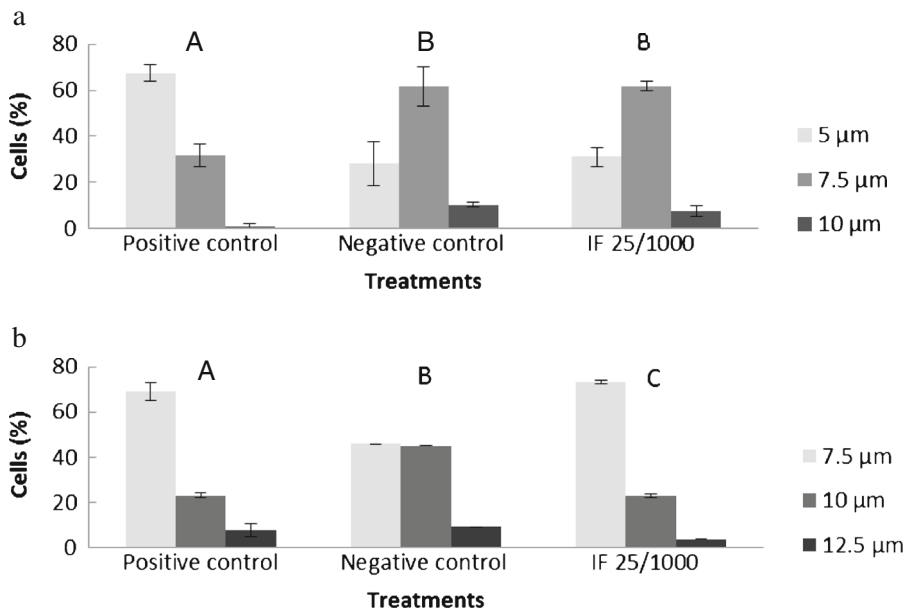 a
80
60
40
20
0
Cells (%)
A
B
B
Positive control
Negative control
IF 25/1000
Treatments
5 µm
7.5 µm
10 µm
b
80
60
40
20
0
Cells (%)
A
B
C
Positive control
Negative control
IF 25/1000
Treatments
7.5 µm
10 µm
12.5 µm